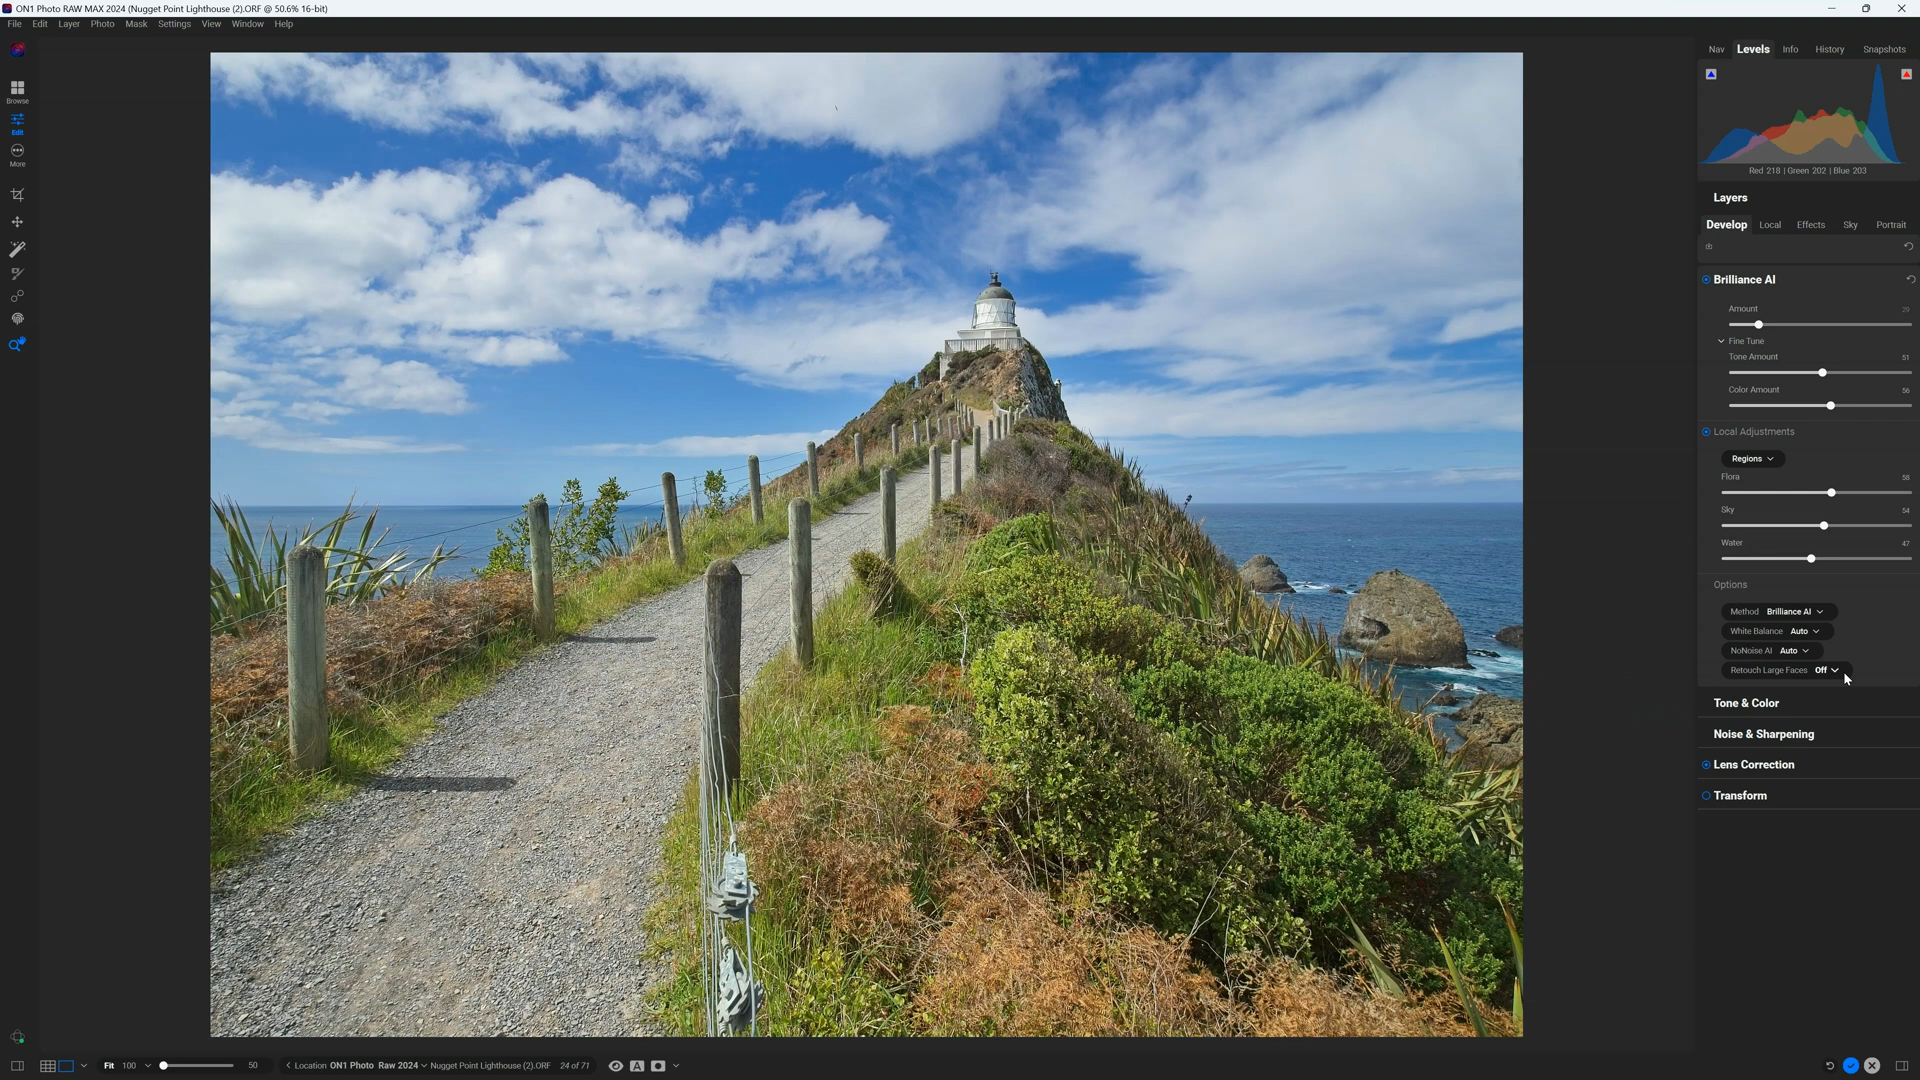 ON1 Photo RAW MAX 2024 (Nugget Point Lighthouse (2).ORF @ 50.6% 16-bit)
File Edit Layer Photo Mask Settings View Window Help
Nav Levels Info History Snapshots
Browse
Edit
More
Red 218 | Green 202 | Blue 203
Layers
Develop Local Effects Sky Portrait
Brilliance AI
Amount 29
Fine Tune
Tone Amount 51
Color Amount 56
Local Adjustments
Regions
Flora 58
Sky 54
Water 47
Options
Method Brilliance AI
White Balance Auto
NoNoise AI Auto
Retouch Large Faces Off
Tone & Color
Noise & Sharpening
Lens Correction
Transform
Fit 100 50 Location ON1 Photo Raw 2024 Nugget Point Lighthouse (2).ORF 24 of 71 A